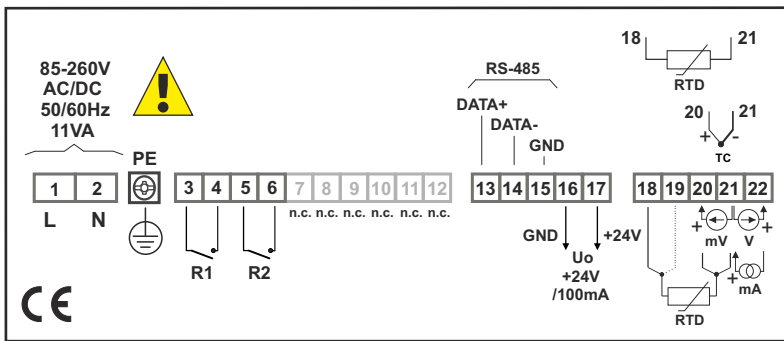 85-260V
AC/DC
50/60Hz
11VA
PE
1 2
L N
3 4 5 6 7 8 9 10 11 12
n.c. n.c. n.c. n.c. n.c. n.c.
R1 R2
RS-485
DATA+
DATA-
GND
13 14 15 16 17
GND +24V
Uo
+24V
/100mA
18 21
RTD
20 21
+ -
TC
18 19 20 21 22
+ mV V +
+ mA
RTD
CE